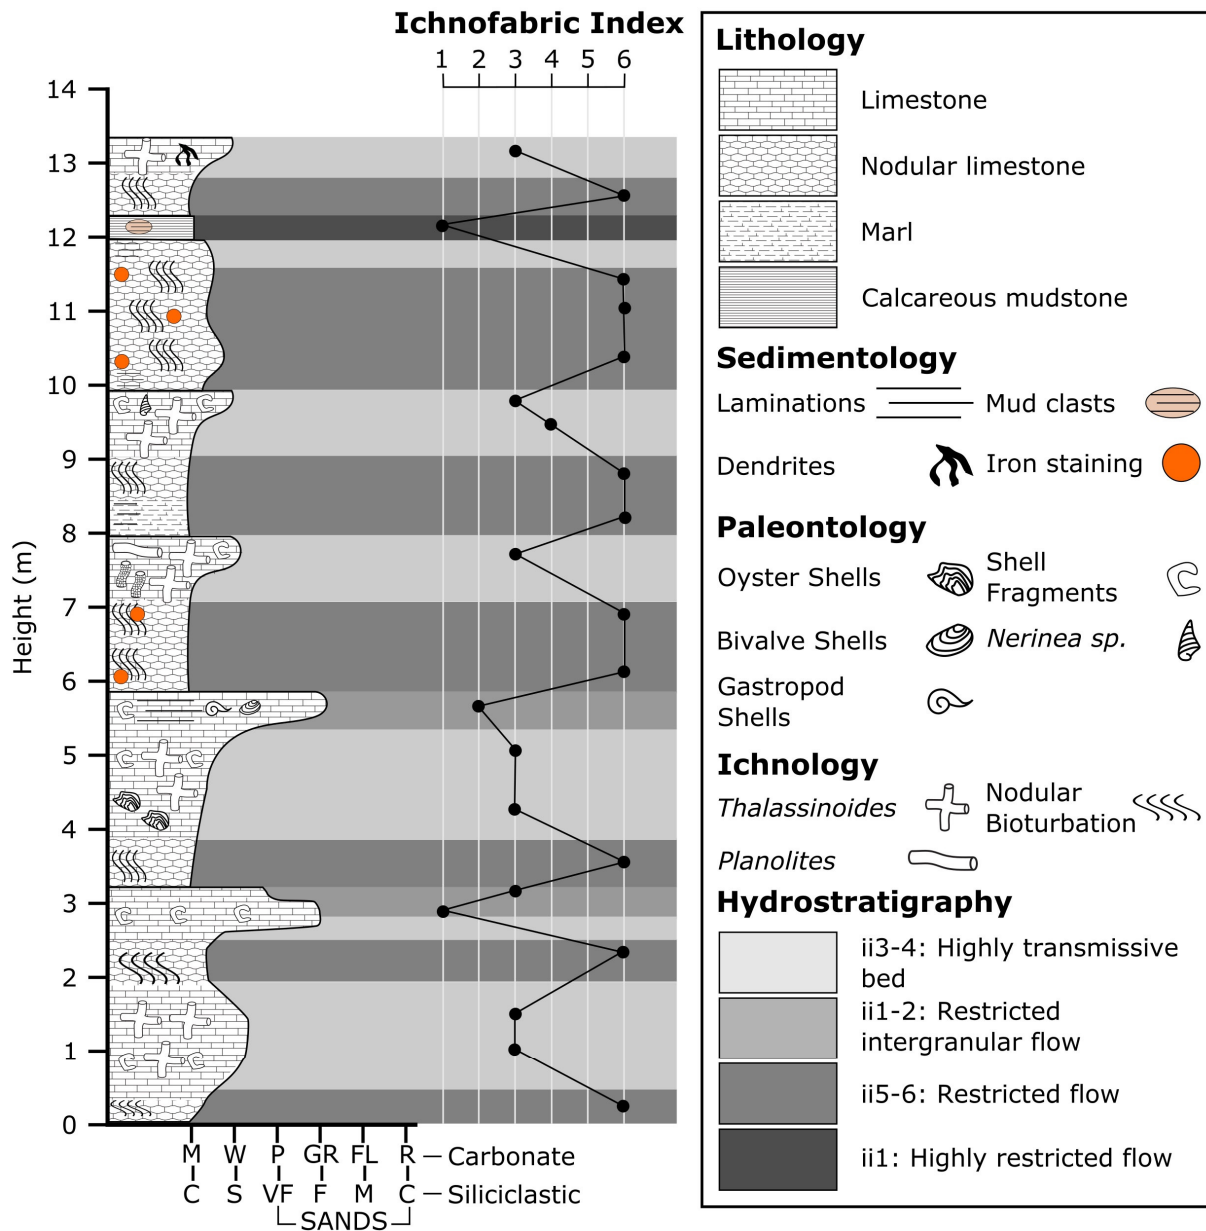 Ichnofabric Index
1 2 3 4 5 6
14
13
12
11
10
9
8
7
6
5
4
3
2
1
0
Height (m)
M W P GR FL R — Carbonate
C S VF F M C — Siliciclastic
SANDS
Lithology
Limestone
Nodular limestone
Marl
Calcareous mudstone
Sedimentology
Laminations Mud clasts
Dendrites Iron staining
Paleontology
Oyster Shells Shell
Fragments
Bivalve Shells Nerinea sp.
Gastropod
Shells
Ichnology
Thalassinoides Nodular
Bioturbation
Planolites
Hydrostratigraphy
ii3-4: Highly transmissive
bed
ii1-2: Restricted
intergranular flow
ii5-6: Restricted flow
ii1: Highly restricted flow